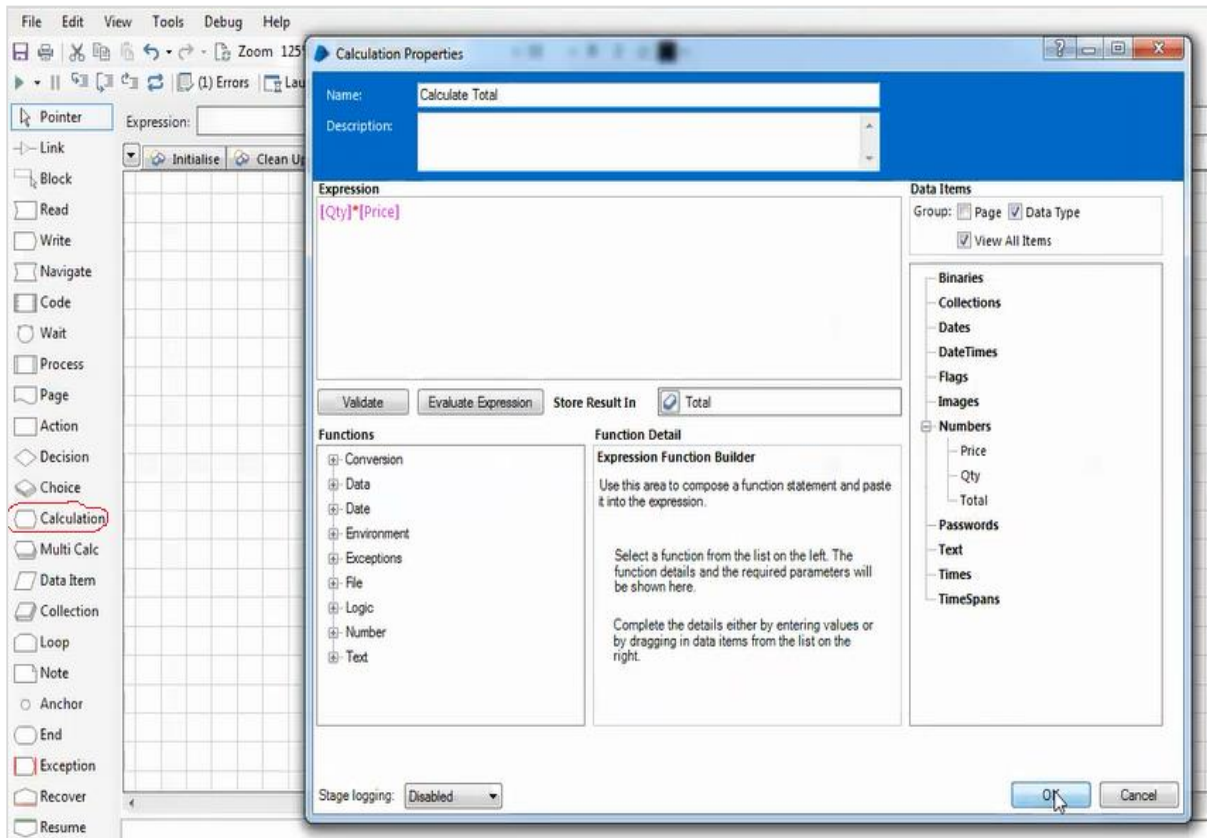 File Edit View Tools Debug Help
Zoom 125%
(1) Errors Lau
Pointer
Link
Block
Read
Write
Navigate
Code
Wait
Process
Page
Action
Decision
Choice
Calculation
Multi Calc
Data Item
Collection
Loop
Note
Anchor
End
Exception
Recover
Resume
Expression:
Initialise Clean Up
Calculation Properties
Name: Calculate Total
Description:
Expression
[Qty]*[Price]
Validate Evaluate Expression Store Result In Total
Functions
Conversion
Data
Date
Environment
Exceptions
File
Logic
Number
Text
Function Detail
Expression Function Builder
Use this area to compose a function statement and paste
it into the expression.
Select a function from the list on the left. The
function details and the required parameters will
be shown here.
Complete the details either by entering values or
by dragging in data items from the list on the
right.
Data Items
Group: Page Data Type
View All Items
Binaries
Collections
Dates
DateTimes
Flags
Images
Numbers
Price
Qty
Total
Passwords
Text
Times
TimeSpans
Stage logging: Disabled
OK Cancel